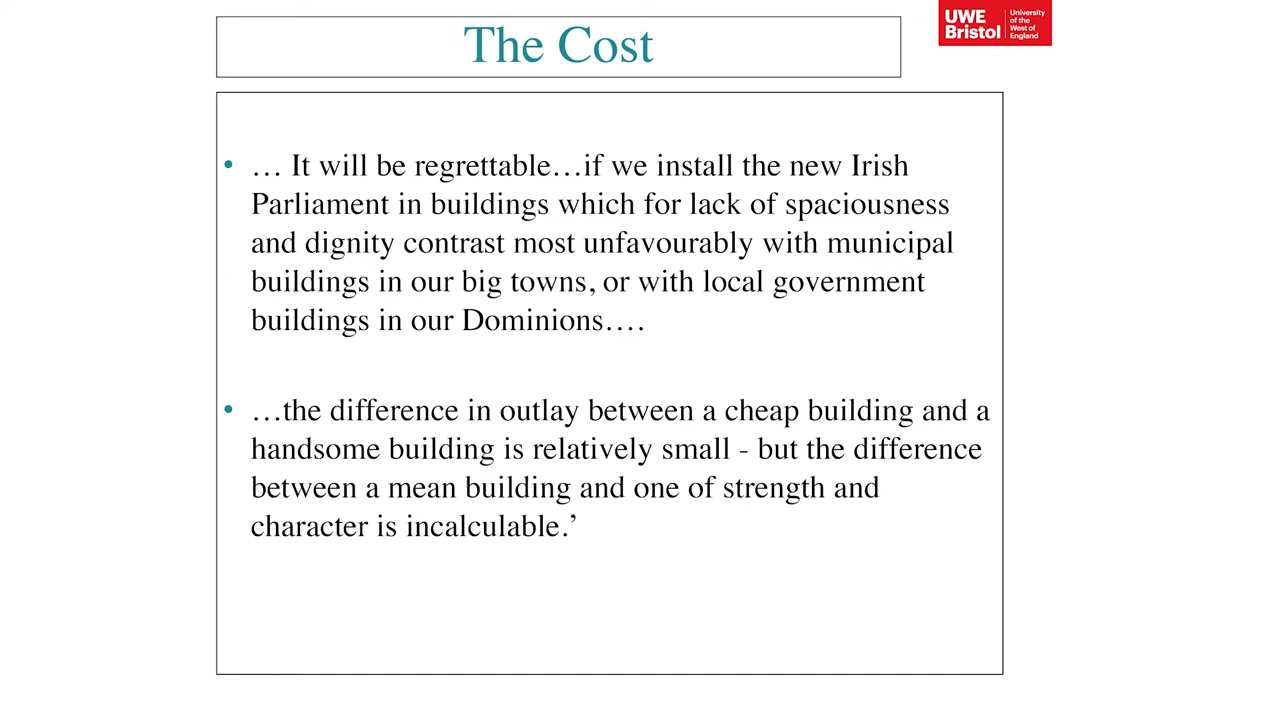 The Cost
UWE
Bristol
University
of the
West of
England
• … It will be regrettable…if we install the new Irish
Parliament in buildings which for lack of spaciousness
and dignity contrast most unfavourably with municipal
buildings in our big towns, or with local government
buildings in our Dominions….
• …the difference in outlay between a cheap building and a
handsome building is relatively small - but the difference
between a mean building and one of strength and
character is incalculable.’